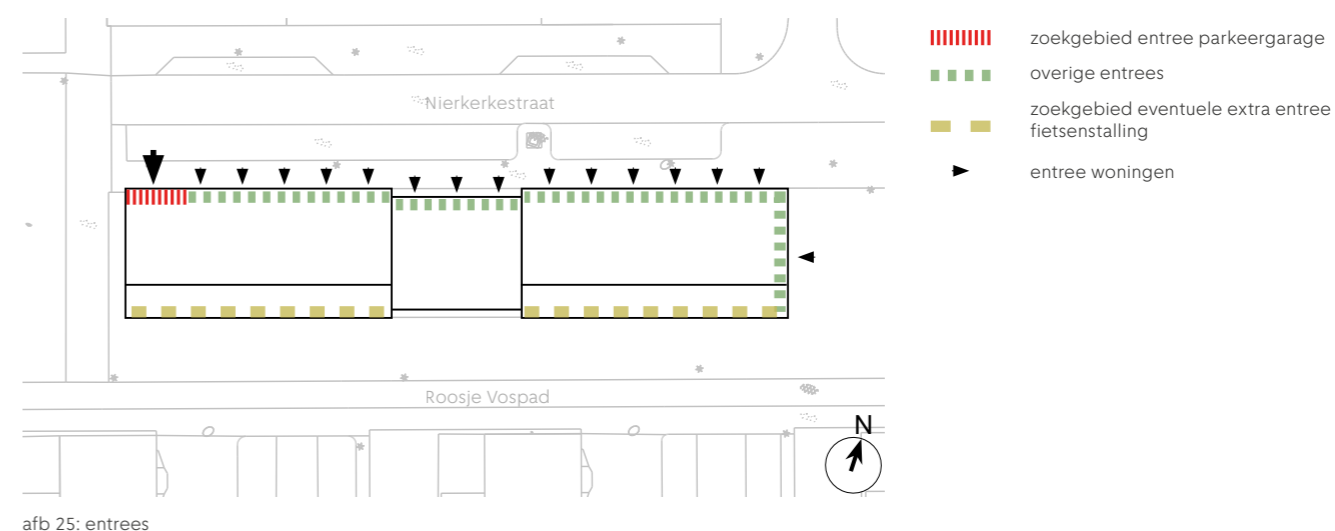 zoekgebied entree parkeergarage
overige entrees
zoekgebied eventuele extra entree
fietsenstalling
entree woningen
Nierkerkestraat
Roosje Vospad
N
afb 25: entrees